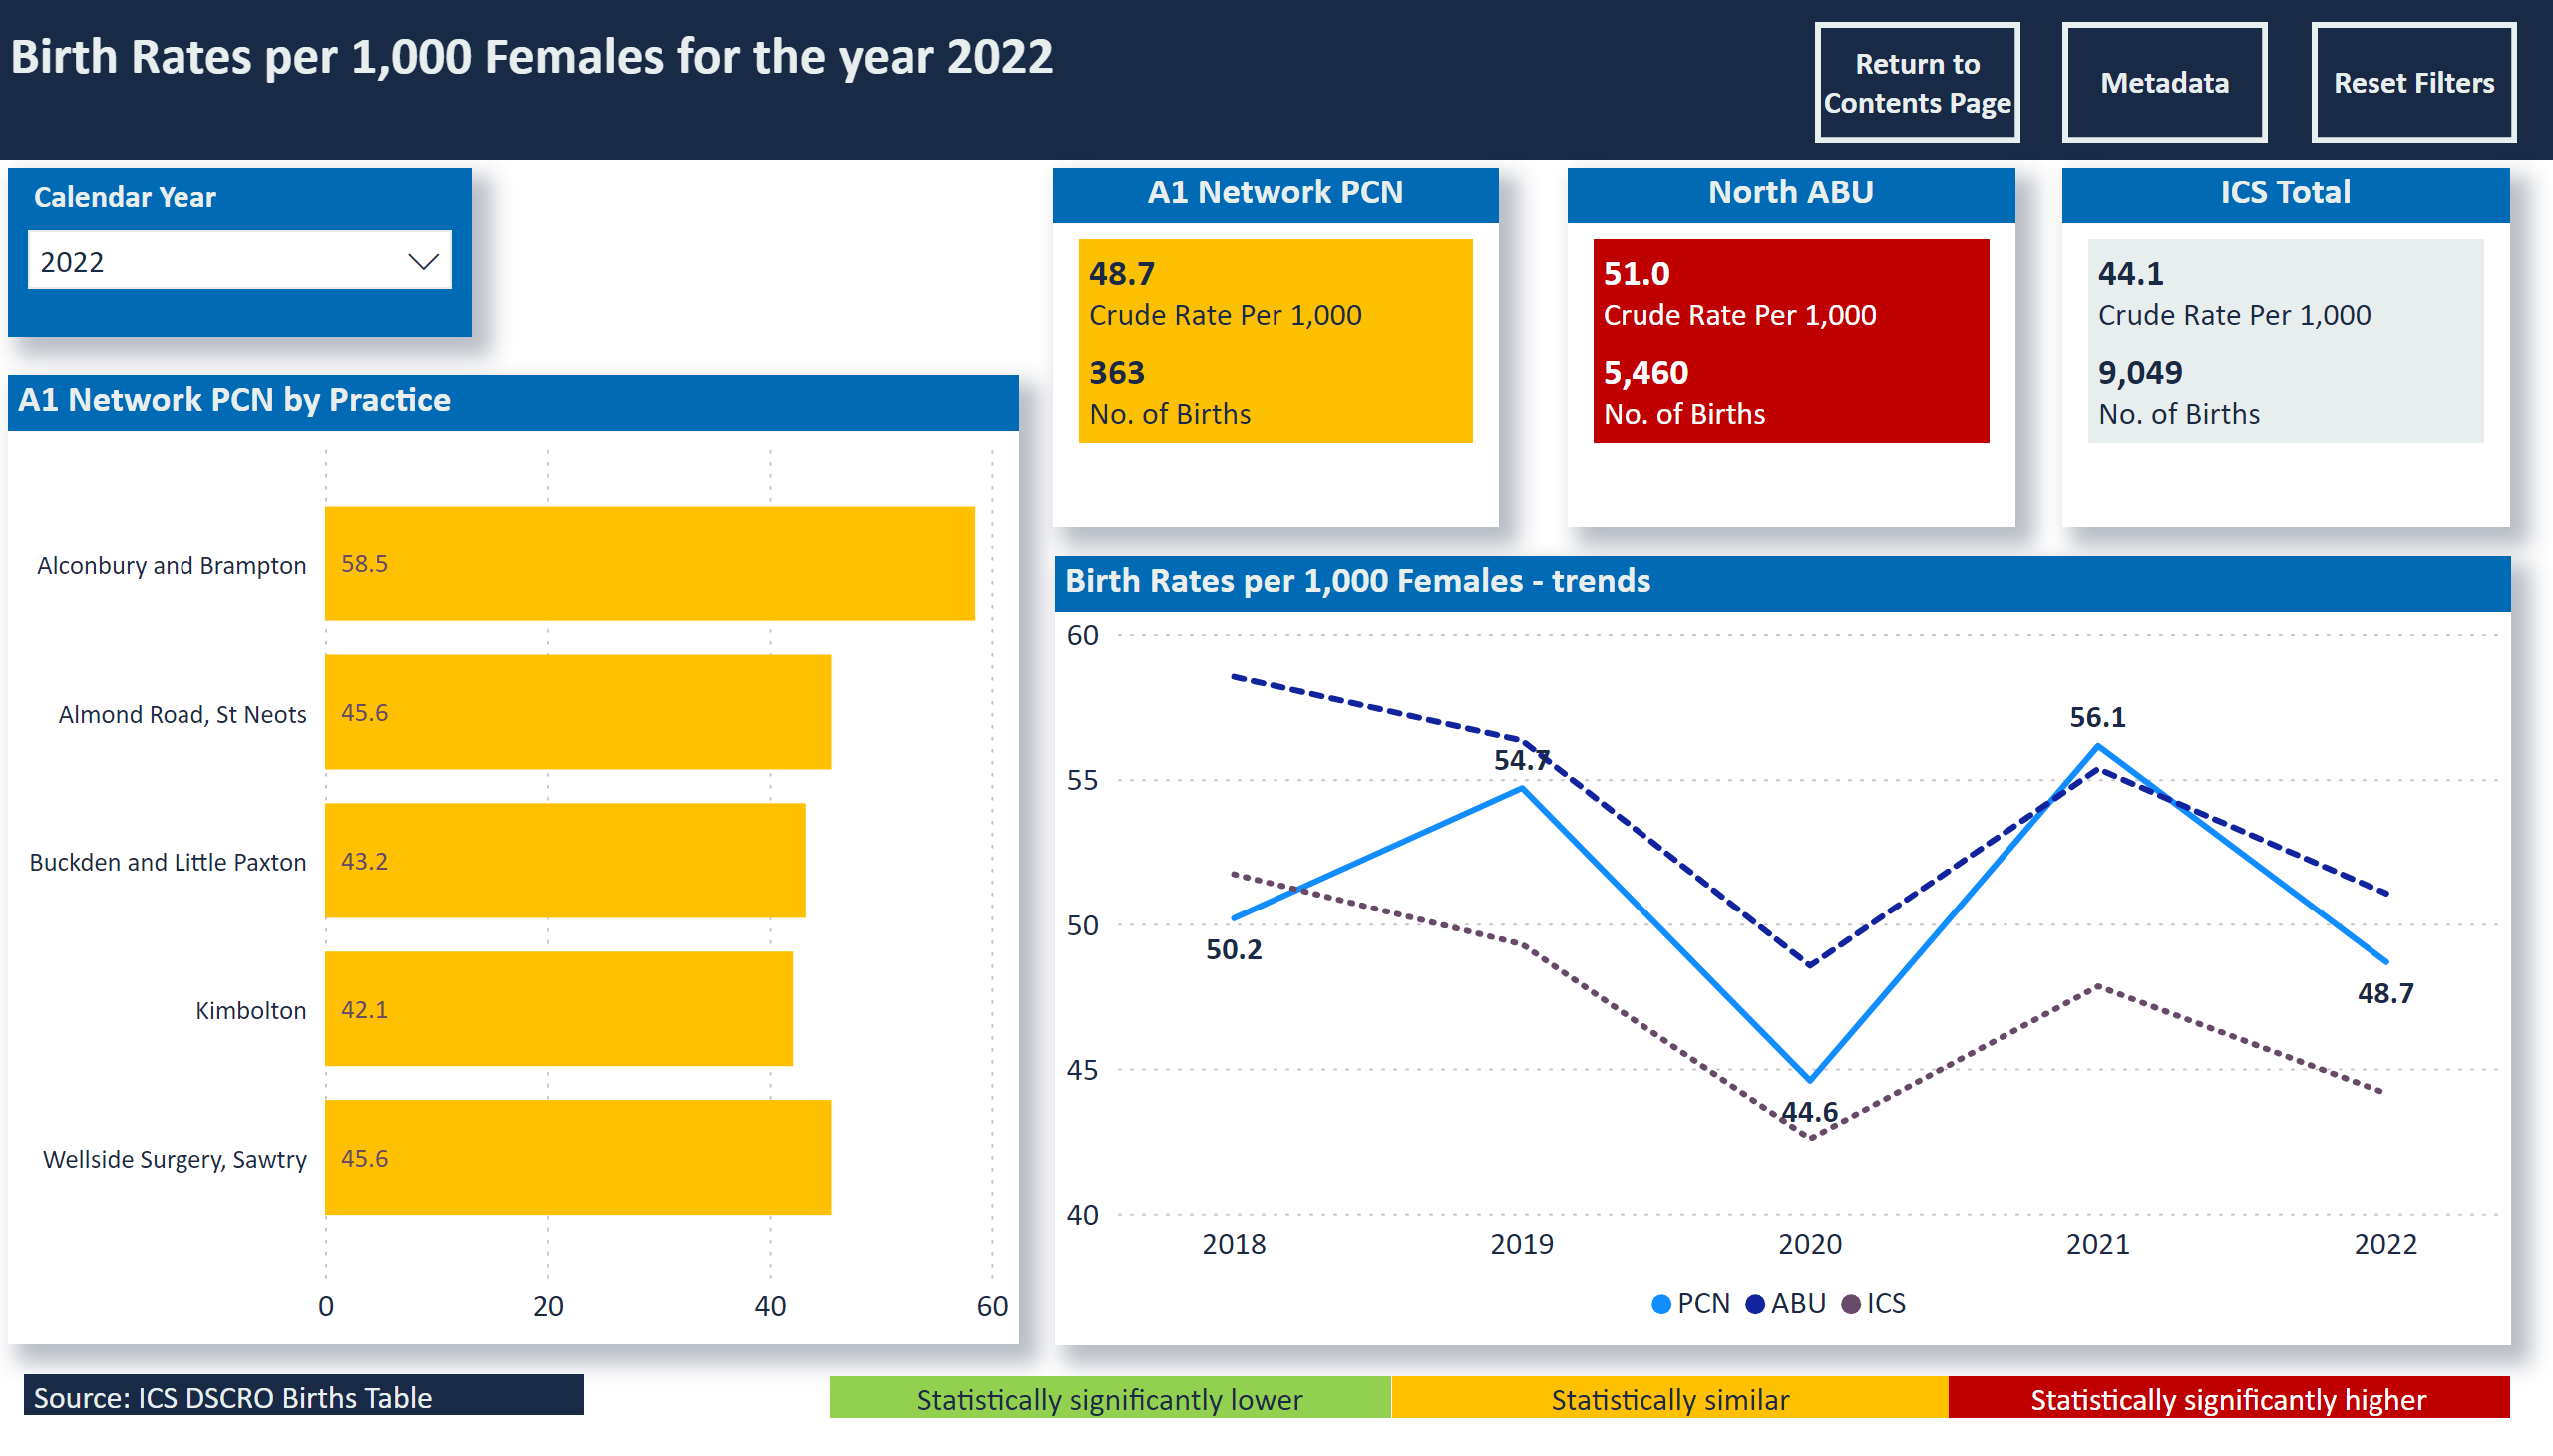 Birth Rates per 1,000 Females for the year 2022
Return to
Contents Page
Metadata
Reset Filters
Calendar Year
2022
A1 Network PCN
48.7
Crude Rate Per 1,000
363
No. of Births
North ABU
51.0
Crude Rate Per 1,000
5,460
No. of Births
ICS Total
44.1
Crude Rate Per 1,000
9,049
No. of Births
A1 Network PCN by Practice
Alconbury and Brampton 58.5
Almond Road, St Neots 45.6
Buckden and Little Paxton 43.2
Kimbolton 42.1
Wellside Surgery, Sawtry 45.6
0 20 40 60
Birth Rates per 1,000 Females - trends
60
55
50
45
40
50.2
54.7
44.6
56.1
48.7
2018 2019 2020 2021 2022
PCN ABU ICS
Source: ICS DSCRO Births Table
Statistically significantly lower
Statistically similar
Statistically significantly higher